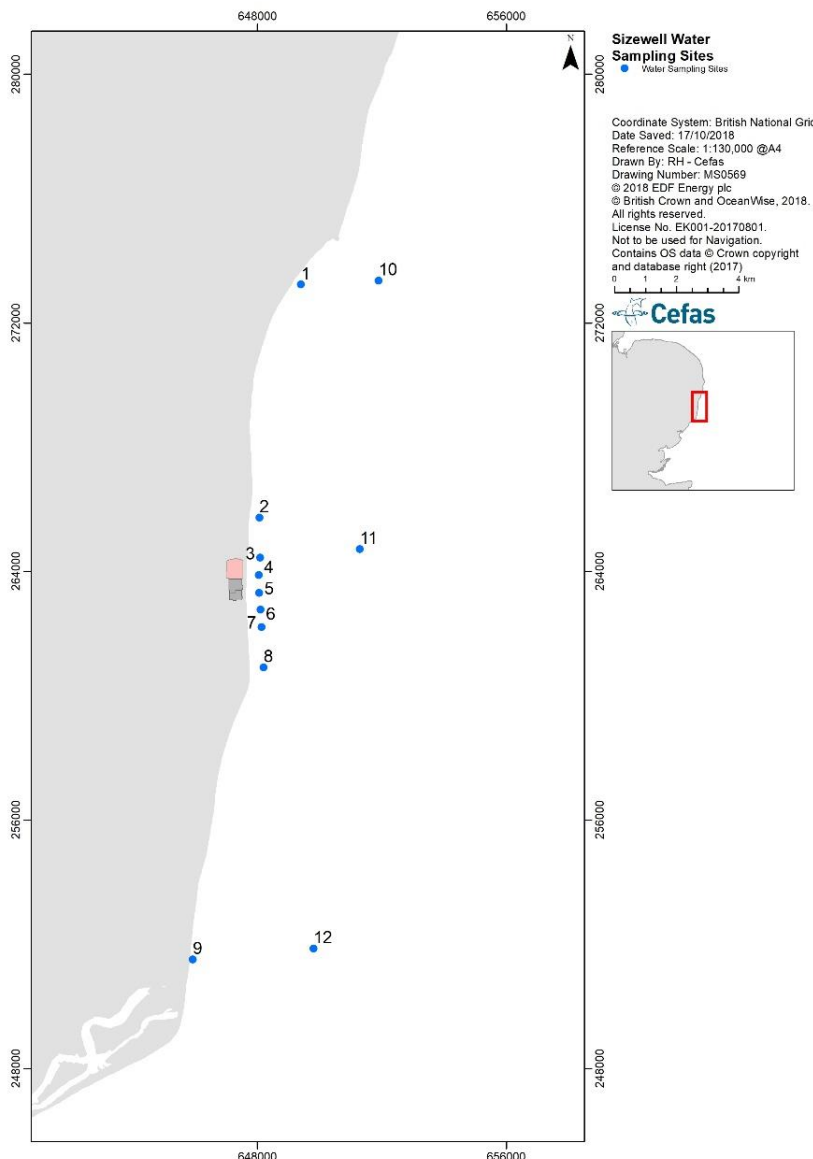 648000
656000
280000
280000
N
1
10
272000
272000
2
11
3
264000
4
264000
5
6
7
8
256000
256000
12
9
248000
248000
648000
656000
Sizewell Water
Sampling Sites
Water Sampling Sites
Coordinate System: British National Grid
Date Saved: 17/10/2018
Reference Scale: 1:130,000 @A4
Drawn By: RH - Cefas
Drawing Number: MS0569
© 2018 EDF Energy plc
© British Crown and OceanWise, 2018.
All rights reserved.
License No. EK001-20170801.
Not to be used for Navigation.
Contains OS data © Crown copyright
and database right (2017)
0 1 2 4 km
Cefas